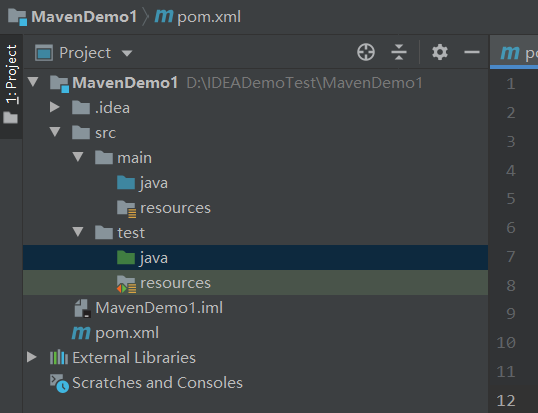 MavenDemo1 pom.xml
1: Project
Project
po
MavenDemo1 D:\IDEADemoTest\MavenDemo1
.idea
src
main
java
resources
test
java
resources
MavenDemo1.iml
pom.xml
External Libraries
Scratches and Consoles
1
2
3
4
5
6
7
8
9
10
11
12